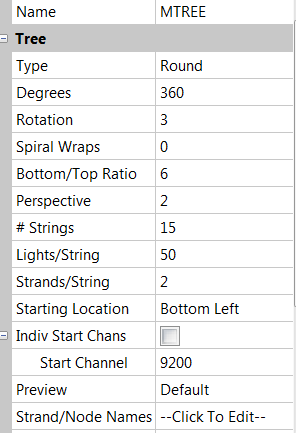 Name MTREE
Tree
Type Round
Degrees 360
Rotation 3
Spiral Wraps 0
Bottom/Top Ratio 6
Perspective 2
# Strings 15
Lights/String 50
Strands/String 2
Starting Location Bottom Left
Indiv Start Chans
Start Channel 9200
Preview Default
Strand/Node Names --Click To Edit--